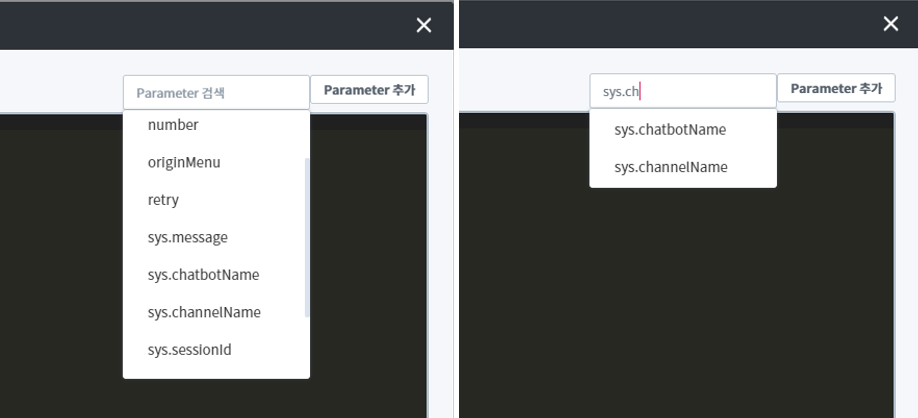 Parameter 검색
Parameter 추가
number
originMenu
retry
sys.message
sys.chatbotName
sys.channelName
sys.sessionId
sys.ch
Parameter 추가
sys.chatbotName
sys.channelName